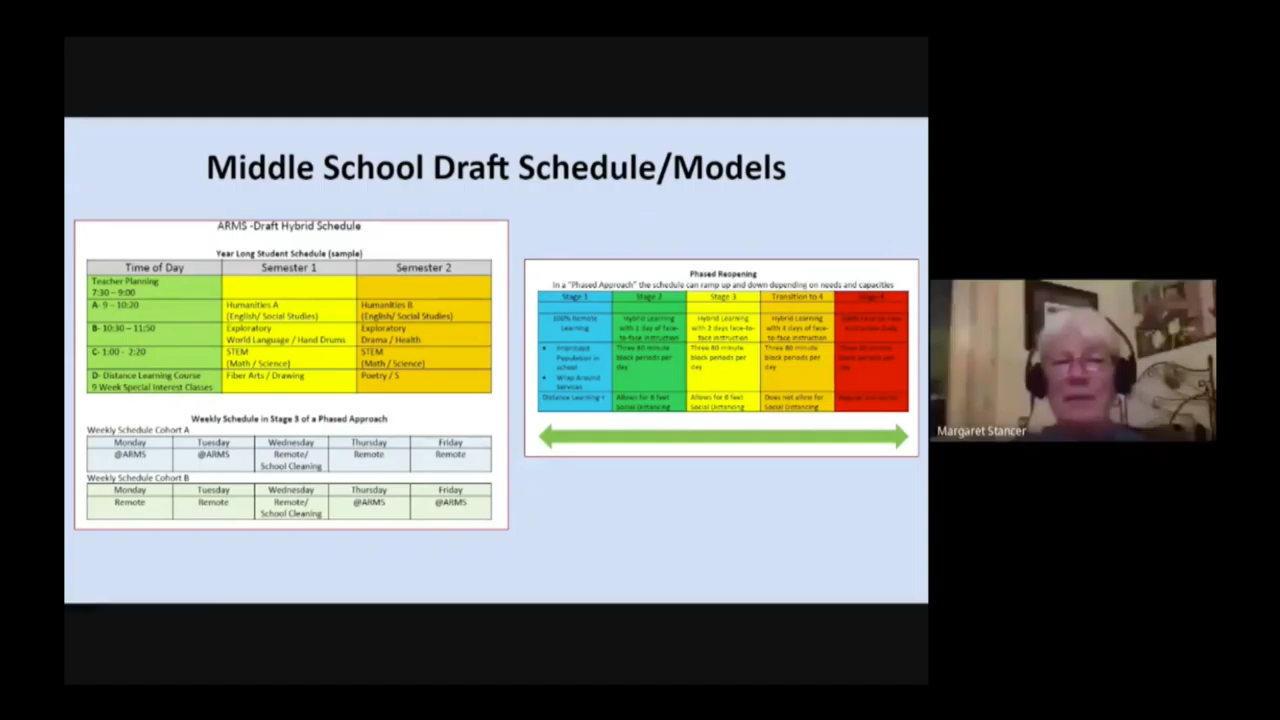 Middle School Draft Schedule/Models
ARMS -Draft Hybrid Schedule
Year Long Student Schedule (sample)
Time of Day Semester 1 Semester 2
Teacher Planning
7:30 – 9:00
A- 9 – 10:20 Humanities A Humanities B
(English/ Social Studies) (English/ Social Studies)
B- 10:30 – 11:50 Exploratory Exploratory
World Language / Hand Drums Drama / Health
C- 1:00 - 2:20 STEM STEM
(Math / Science) (Math / Science)
D- Distance Learning Course Fiber Arts / Drawing Poetry / S
9 Week Special Interest Classes
Weekly Schedule in Stage 3 of a Phased Approach
Weekly Schedule Cohort A
Monday Tuesday Wednesday Thursday Friday
@ARMS @ARMS Remote/ Remote Remote
School Cleaning
Weekly Schedule Cohort B
Monday Tuesday Wednesday Thursday Friday
Remote Remote Remote/ @ARMS @ARMS
School Cleaning
Phased Reopening
In a "Phased Approach" the schedule can ramp up and down depending on needs and capacities
Stage 1 Stage 2 Stage 3 Transition to 4
100% Remote Hybrid Learning Hybrid Learning Hybrid Learning
Learning with 1 day of face- with 2 days face-to- with 4 days of face-
to-face instruction face instruction to-face instruction
Population in Three 80 minute Three 80 minute Three 80 minute
school block periods per block periods per block periods per
Wrap Around day day day
Services
Distance Learning Allows for 6 feet Allows for 6 feet Does not allow for
Social Distancing Social Distancing Social Distancing
Margaret Stancer